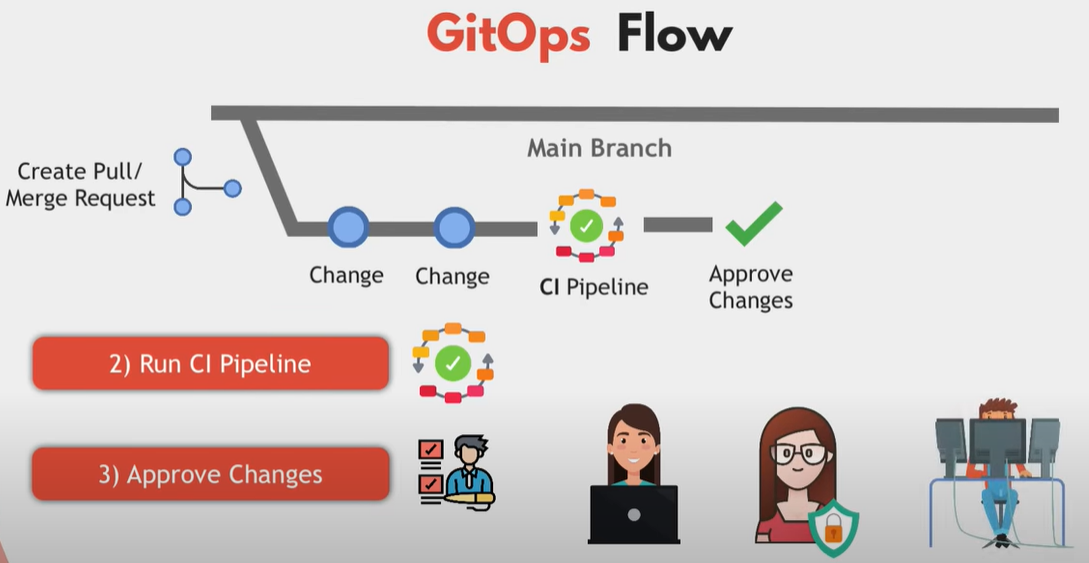 GitOps Flow
Main Branch
Create Pull/
Merge Request
Change
Change
CI Pipeline
Approve
Changes
2) Run CI Pipeline
3) Approve Changes